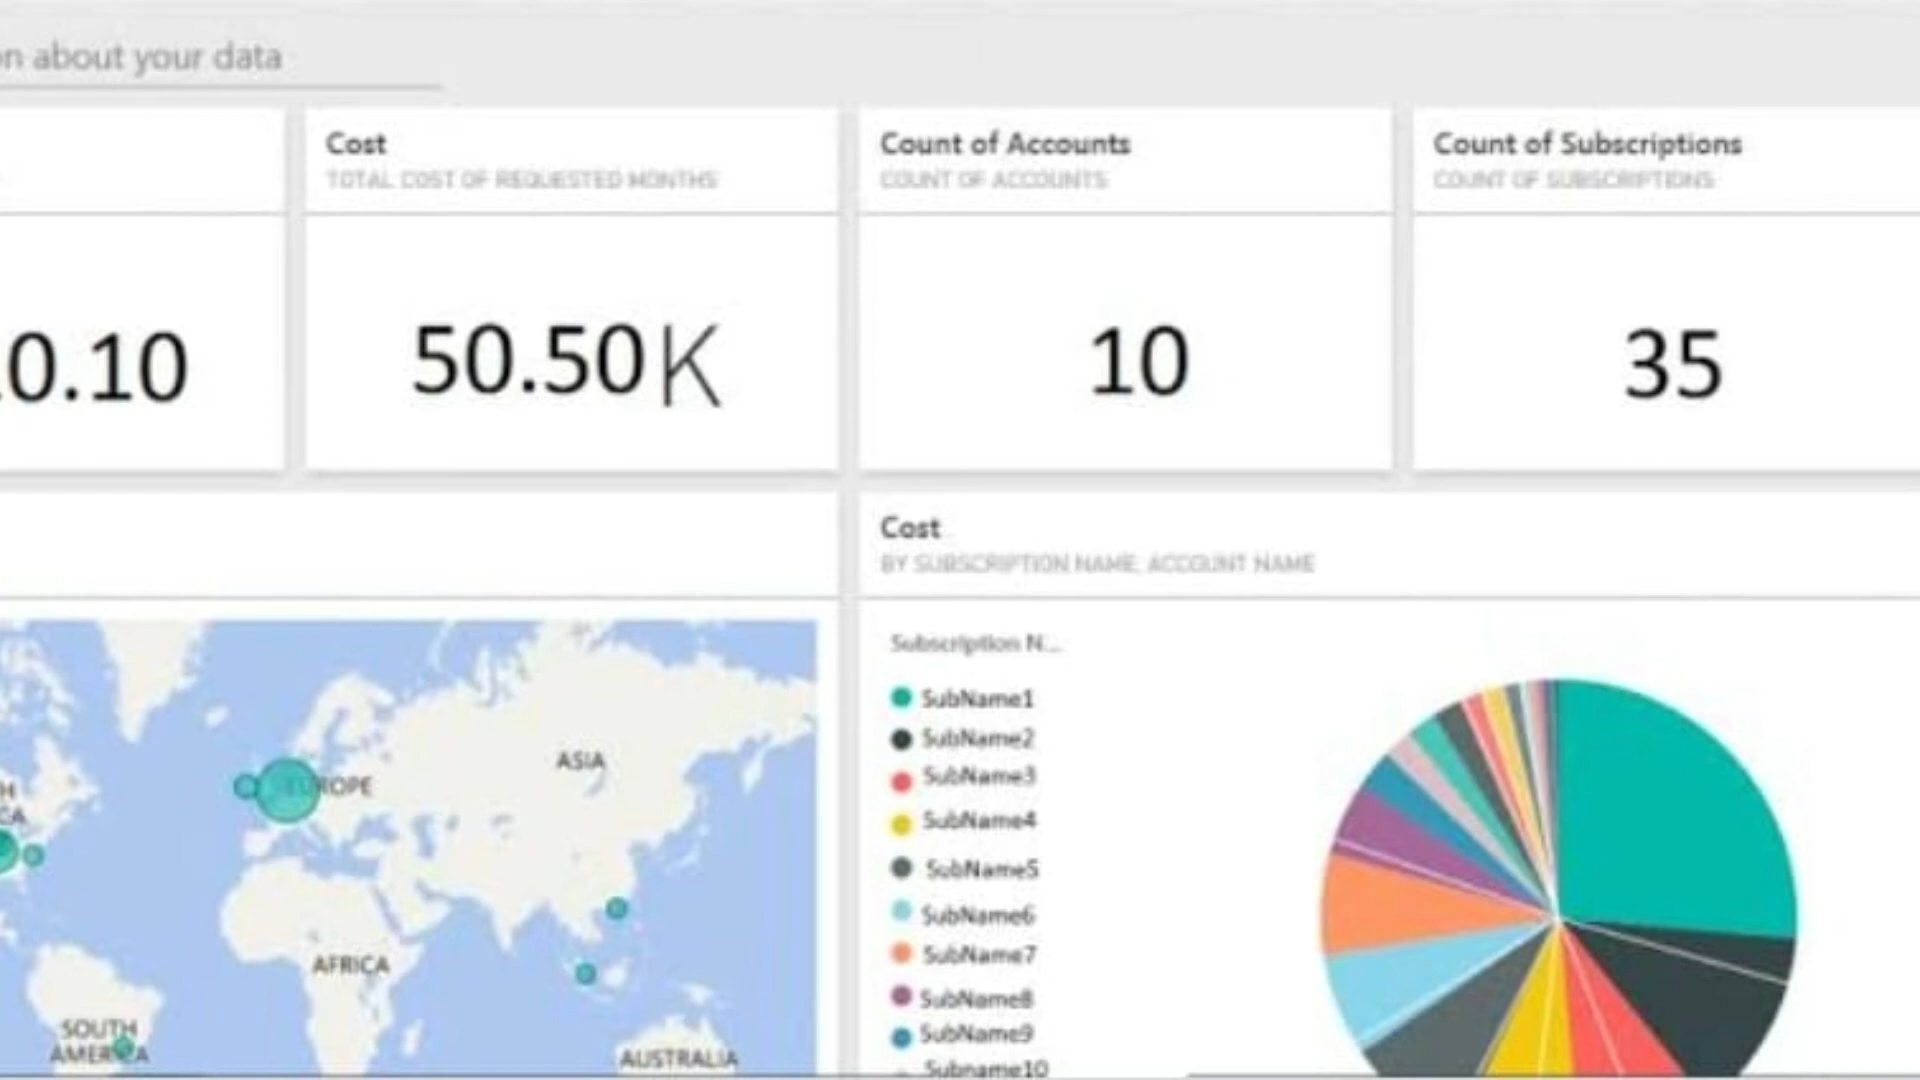 on about your data
Cost
TOTAL COST OF REQUESTED MONTHS
Count of Accounts
COUNT OF ACCOUNTS
Count of Subscriptions
COUNT OF SUBSCRIPTIONS
0.10
50.50K
10
35
Cost
BY SUBSCRIPTION NAME, ACCOUNT NAME
Subscription N...
SubName1
SubName2
SubName3
SubName4
SubName5
SubName6
SubName7
SubName8
SubName9
Subname10
ASIA
EUROPE
H
CA
AFRICA
SOUTH
AMERICA
AUSTRALIA